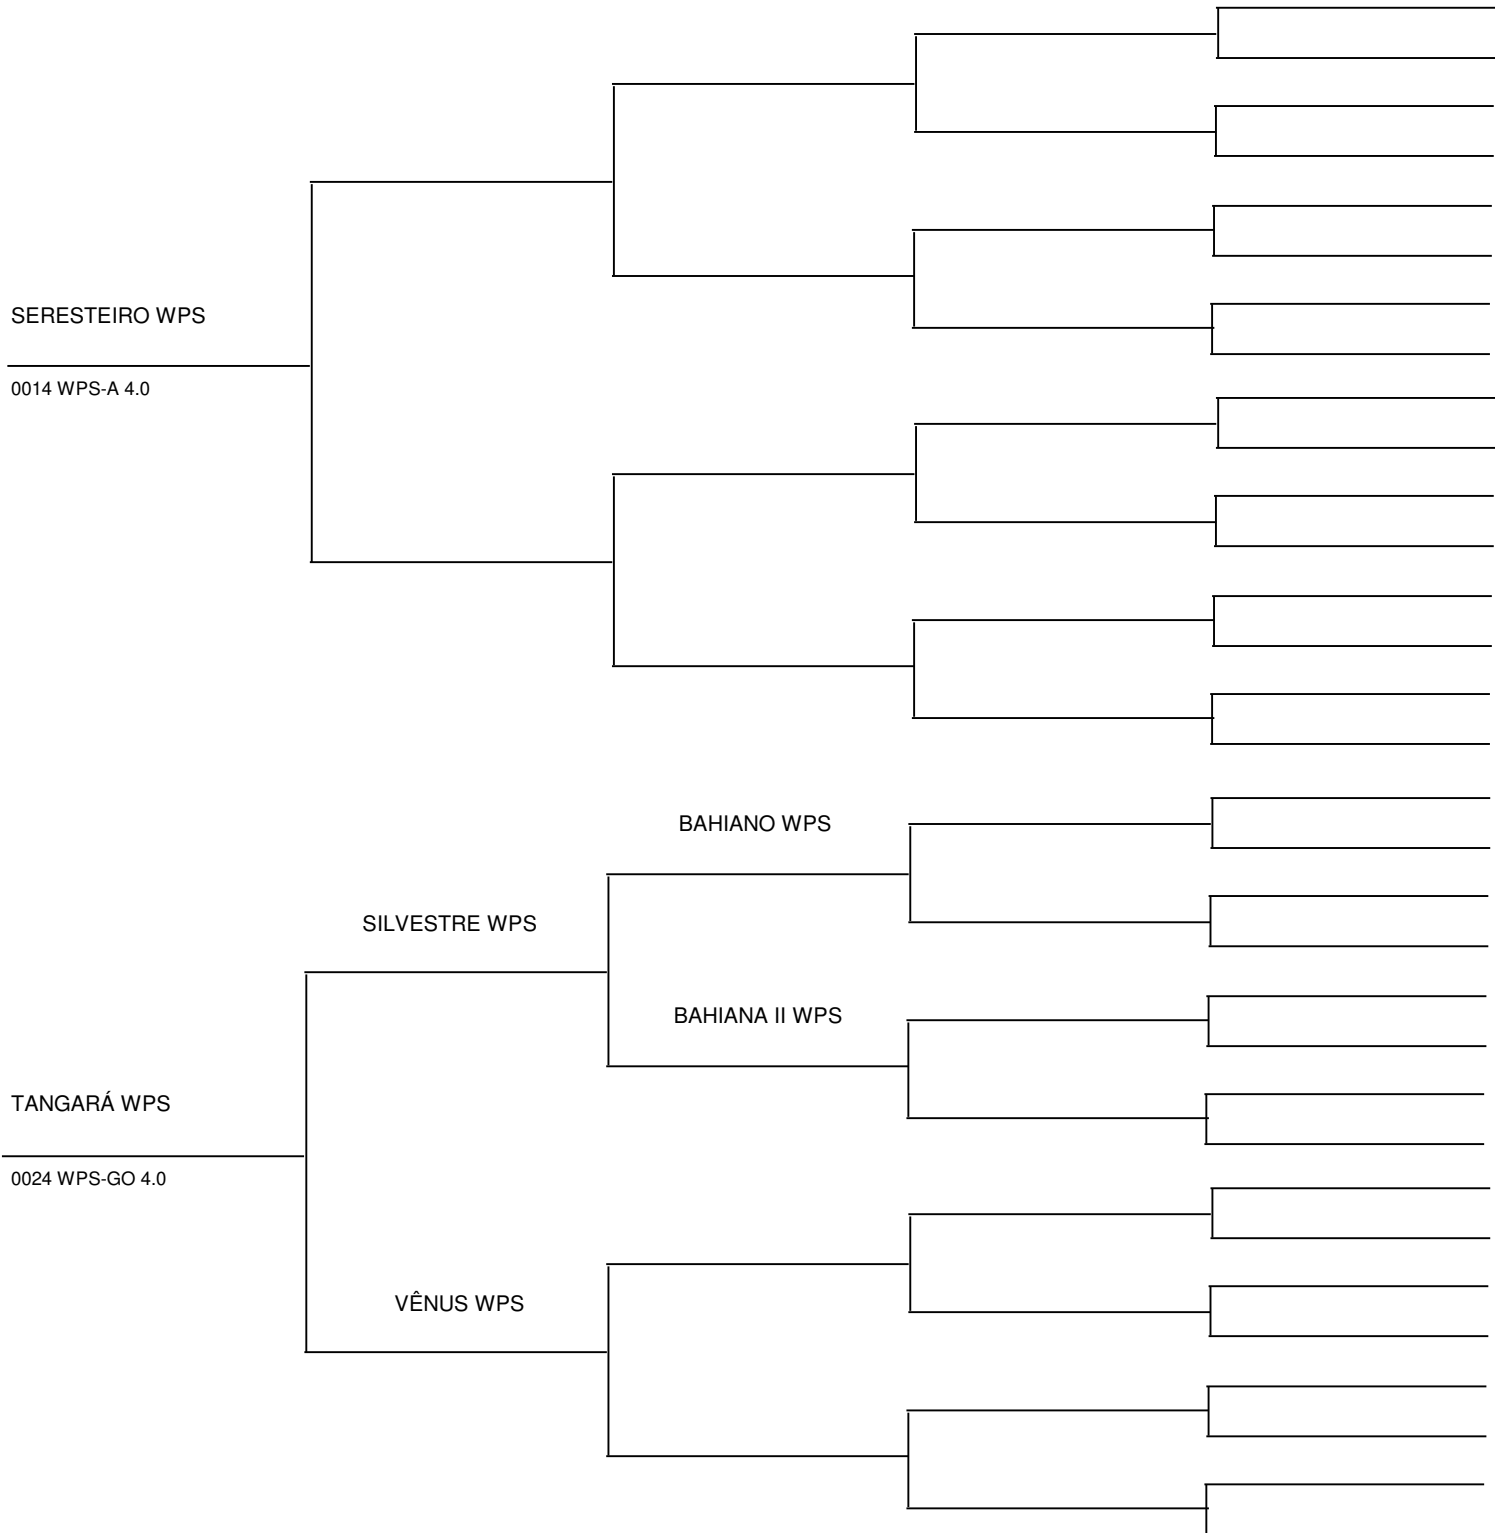 SERESTEIRO WPS
0014 WPS-A 4.0
BAHIANO WPS
SILVESTRE WPS
BAHIANA II WPS
TANGARÁ WPS
0024 WPS-GO 4.0
VÊNUS WPS